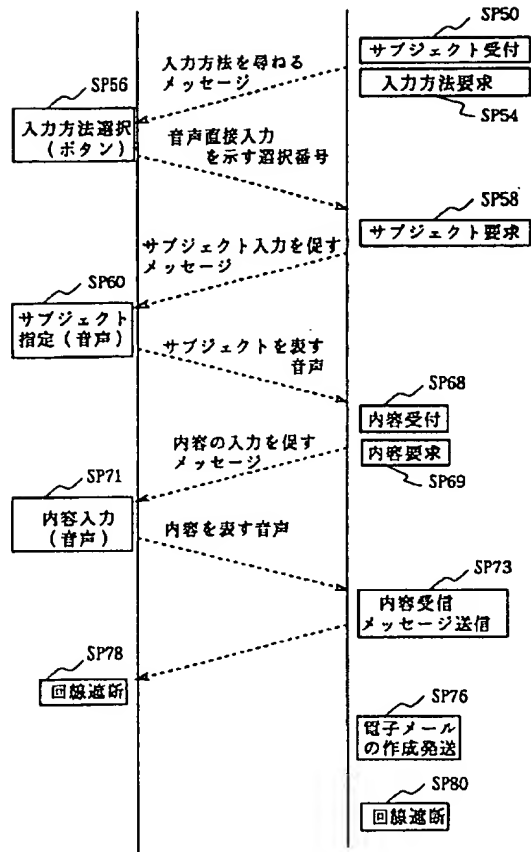 SP50
サブジェクト受付
入力方法を尋ねる
メッセージ
入力方法要求
SP54
SP56
入力方法選択
(ボタン)
音声直接入力
を示す選択番号
SP58
サブジェクト要求
サブジェクト入力を促す
メッセージ
SP60
サブジェクト
指定(音声)
サブジェクトを表す
音声
SP68
内容受付
内容の入力を促す
メッセージ
内容要求
SP69
SP71
内容入力
(音声)
内容を表す音声
SP73
内容受信
メッセージ送信
SP78
回線遮断
SP76
電子メール
の作成発送
SP80
回線遮断